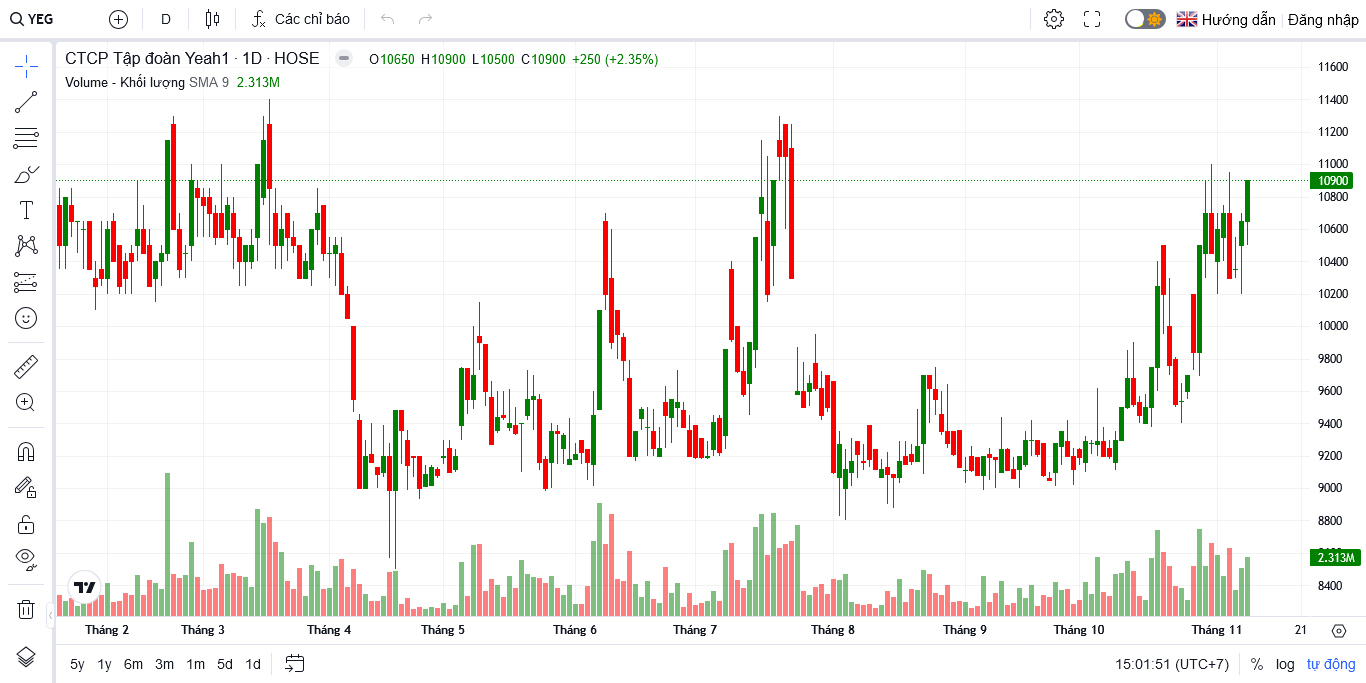 YEG D Các chỉ báo Hướng dẫn Đăng nhập
CTCP Tập đoàn Yeah1 · 1D · HOSE O10650 H10900 L10500 C10900 +250 (+2.35%)
Volume - Khối lượng SMA 9 2.313M
11600
11400
11200
11000
10900
10800
10600
10400
10200
10000
9800
9600
9400
9200
9000
8800
2.313M
8400
Tháng 2 Tháng 3 Tháng 4 Tháng 5 Tháng 6 Tháng 7 Tháng 8 Tháng 9 Tháng 10 Tháng 11 21
5y 1y 6m 3m 1m 5d 1d 15:01:51 (UTC+7) % log tự động